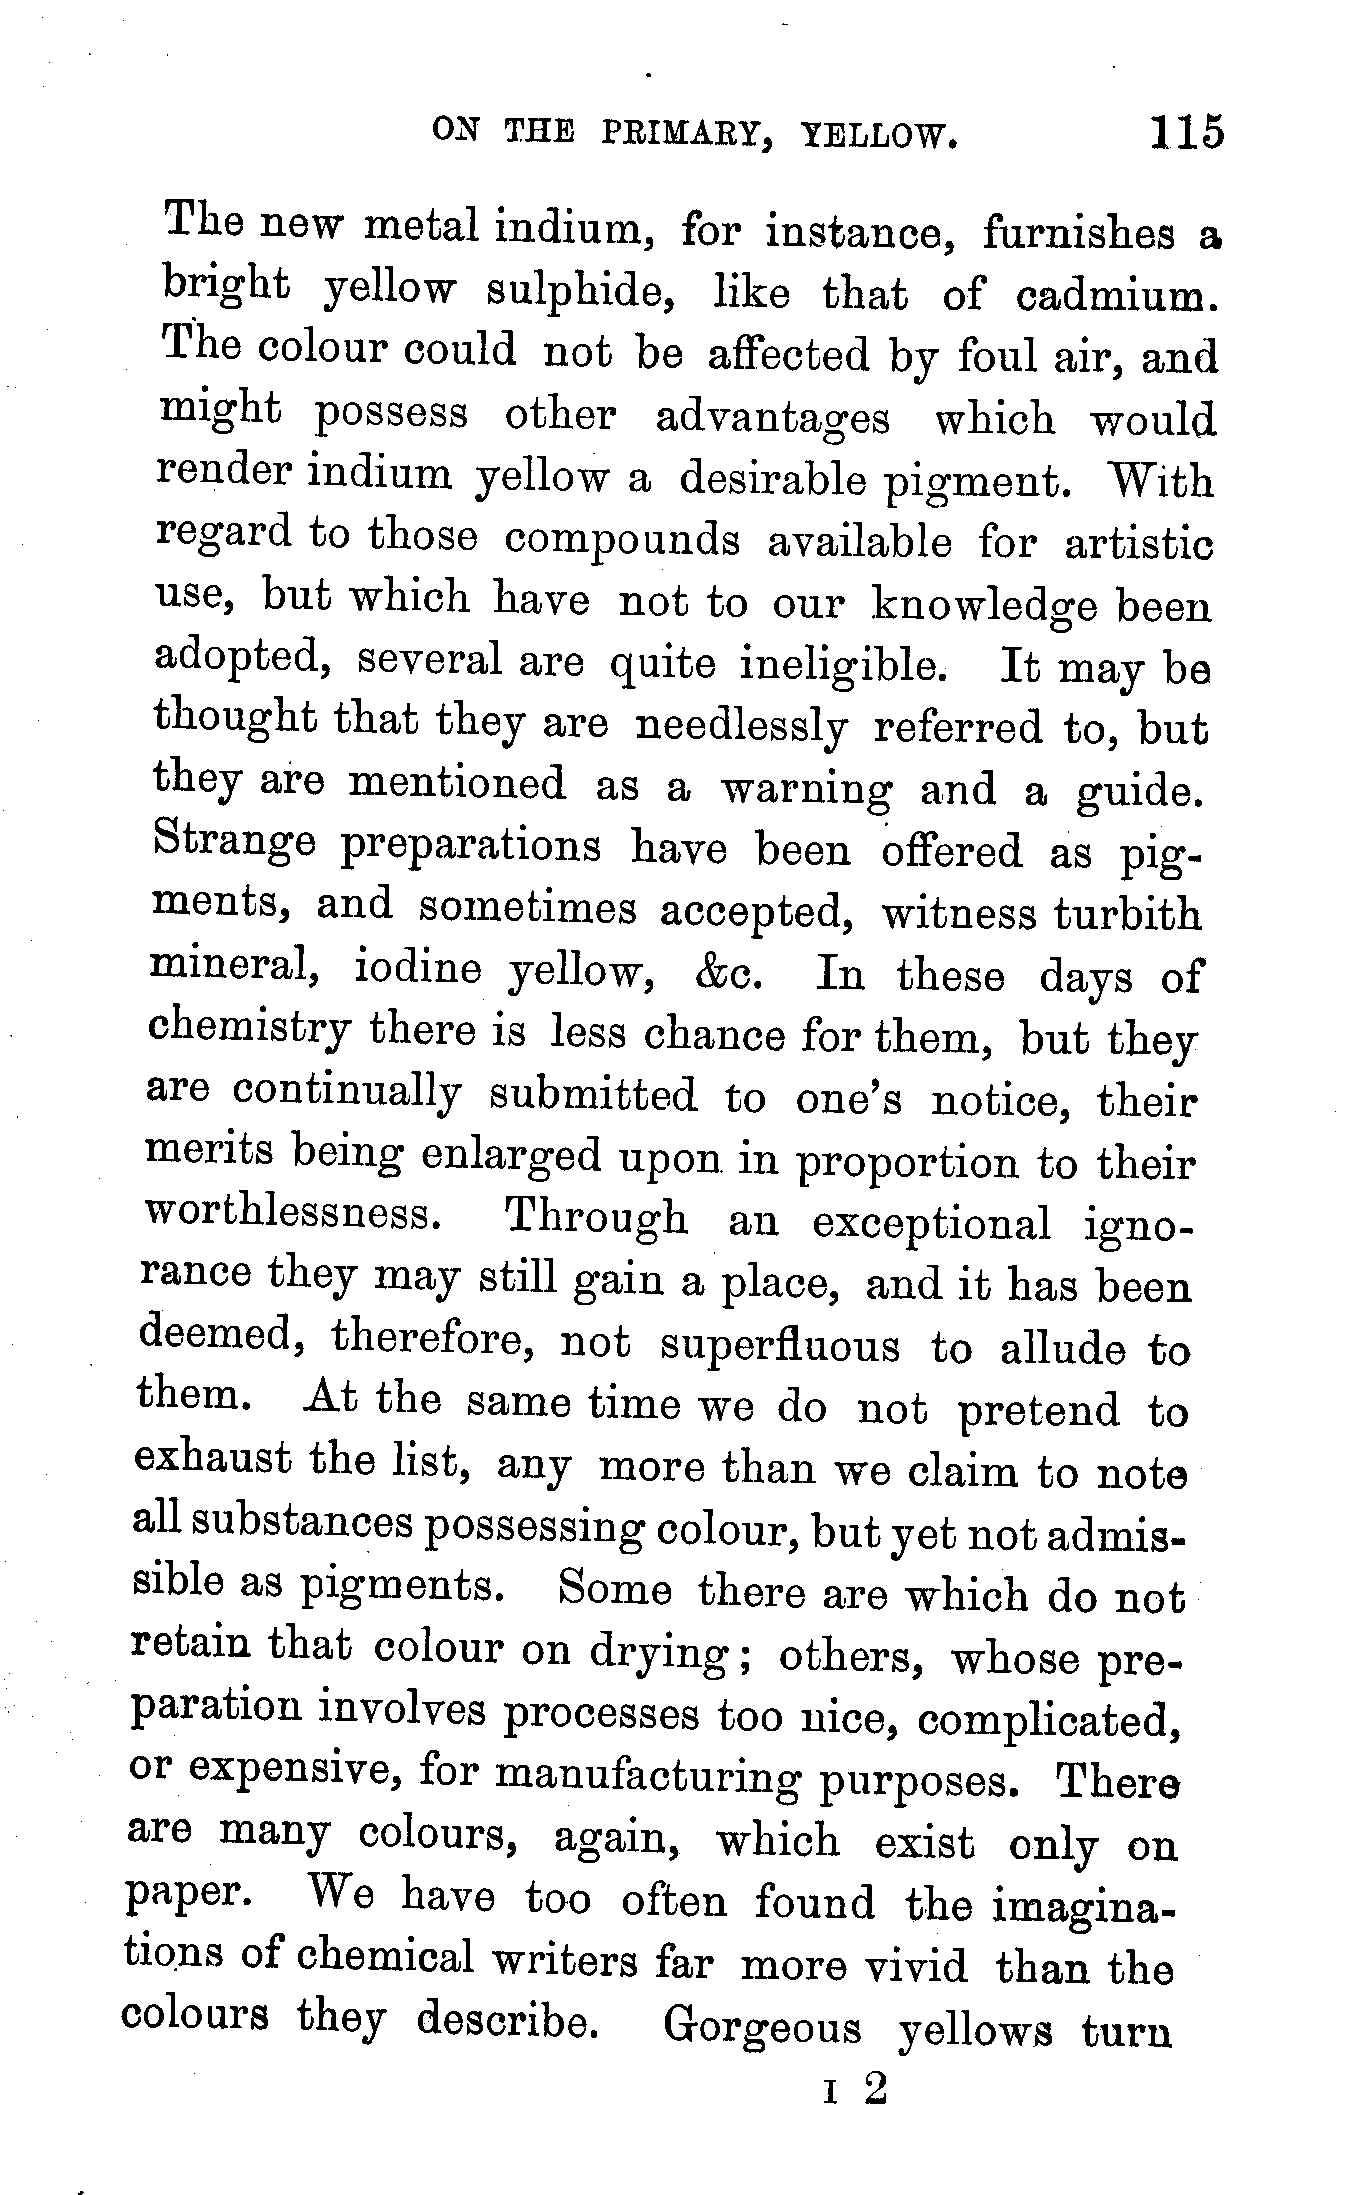 ON THE PRIMARY, YELLOW. 115
The new metal indium, for instance, furnishes a
bright yellow sulphide, like that of cadmium.
The colour could not be affected by foul air, and
might possess other advantages which would
render indium yellow a desirable pigment. With
regard to those compounds available for artistic
use, but which have not to our knowledge been
adopted, several are quite ineligible. It may be
thought that they are needlessly referred to, but
they are mentioned as a warning and a guide.
Strange preparations have been offered as pig-
ments, and sometimes accepted, witness turbith
mineral, iodine yellow, &c. In these days of
chemistry there is less chance for them, but they
are continually submitted to one's notice, their
merits being enlarged upon in proportion to their
worthlessness. Through an exceptional igno-
rance they may still gain a place, and it has been
deemed, therefore, not superfluous to allude to
them. At the same time we do not pretend to
exhaust the list, any more than we claim to note
all substances possessing colour, but yet not admis-
sible as pigments. Some there are which do not
retain that colour on drying; others, whose pre-
paration involves processes too nice, complicated,
or expensive, for manufacturing purposes. There
are many colours, again, which exist only on
paper. We have too often found the imagina-
tions of chemical writers far more vivid than the
colours they describe. Gorgeous yellows turn
I 2